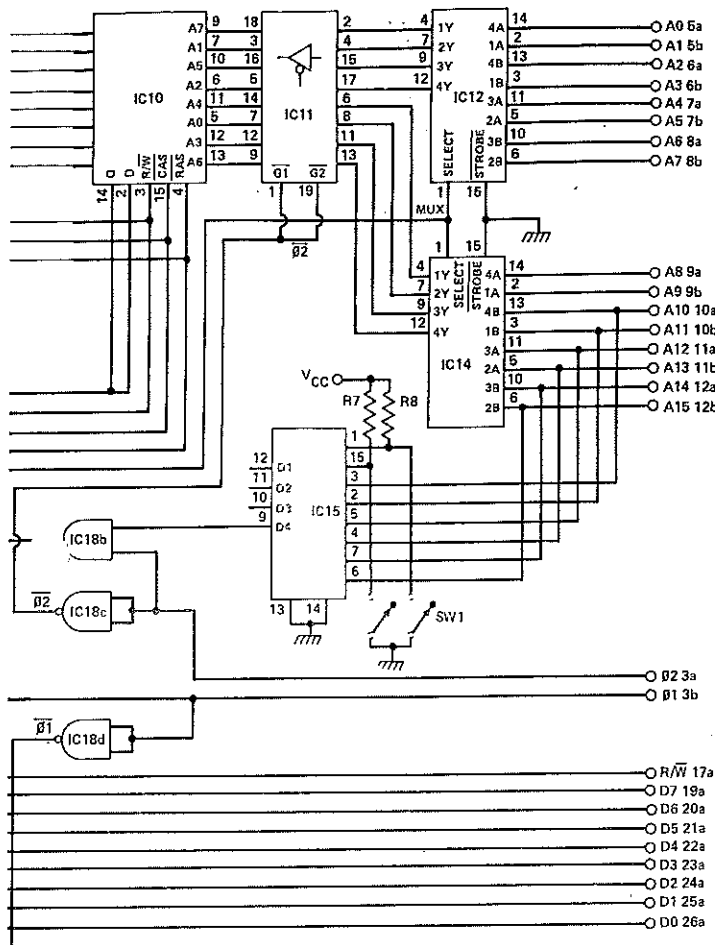 A7 9 18 2 4 1Y 4A 14 A0 5a
A1 7 3 4 7 2Y 1A 2 A1 5b
A5 10 16 15 9 3Y 4B 13 A2 6a
A2 6 5 17 12 4Y 1B 3 A3 6b
A4 11 14 6 3A 11 A4 7a
IC10 IC11 IC12
A0 5 7 8 2A 5 A5 7b
A3 12 12 11 3B 10 A6 8a
A6 13 9 13 2B 6 A7 8b
Q D R/W CAS RAS G1 G2 SELECT STROBE
14 2 3 15 4 1 19 1 15
MUX
Ø2
1 15
SELECT STROBE
4 1Y 4A 14 A8 9a
7 2Y 1A 2 A9 9b
9 3Y 4B 13 A10 10a
12 4Y 1B 3 A11 10b
3A 11 A12 11a
IC14 2A 5 A13 11b
3B 10 A14 12a
2B 6 A15 12b
VCC
R7 R8
1
12 D1 15
11 D2 3
10 D3 2
IC15 5
9 D4 4
7
6
IC18b
13 14
SW1
Ø2 IC18c
Ø2 3a
Ø1 3b
Ø1 IC18d
R/W 17a
D7 19a
D6 20a
D5 21a
D4 22a
D3 23a
D2 24a
D1 25a
D0 26a